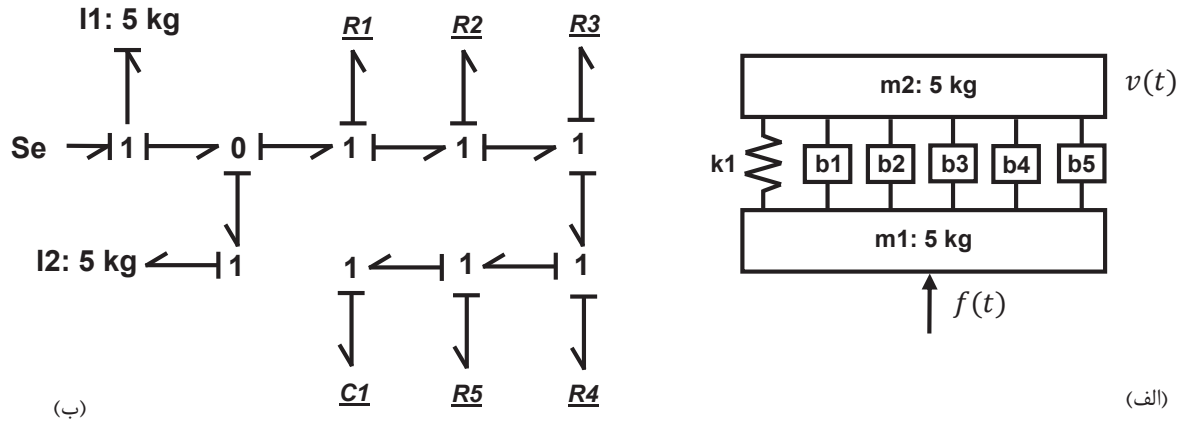 I1: 5 kg
R1
R2
R3
Se
1
0
1
1
1
I2: 5 kg
1
1
1
1
C1
R5
R4
(ب)
m2: 5 kg
v(t)
k1
b1
b2
b3
b4
b5
m1: 5 kg
f(t)
(الف)